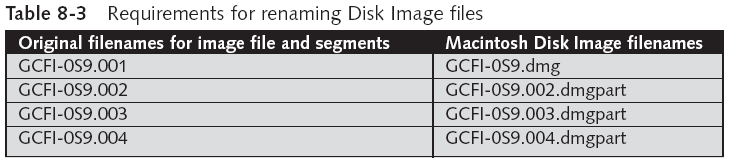 Table 8-3 Requirements for renaming Disk Image files
Original filenames for image file and segments Macintosh Disk Image filenames
GCFI-0S9.001 GCFI-0S9.dmg
GCFI-0S9.002 GCFI-0S9.002.dmgpart
GCFI-0S9.003 GCFI-0S9.003.dmgpart
GCFI-0S9.004 GCFI-0S9.004.dmgpart